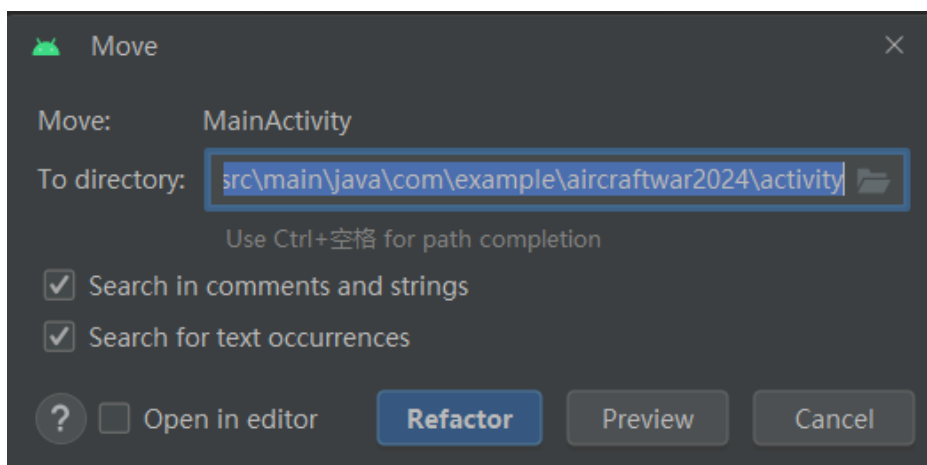 Move
Move: MainActivity
To directory: src\main\java\com\example\aircraftwar2024\activity
Use Ctrl+空格 for path completion
Search in comments and strings
Search for text occurrences
? Open in editor Refactor Preview Cancel